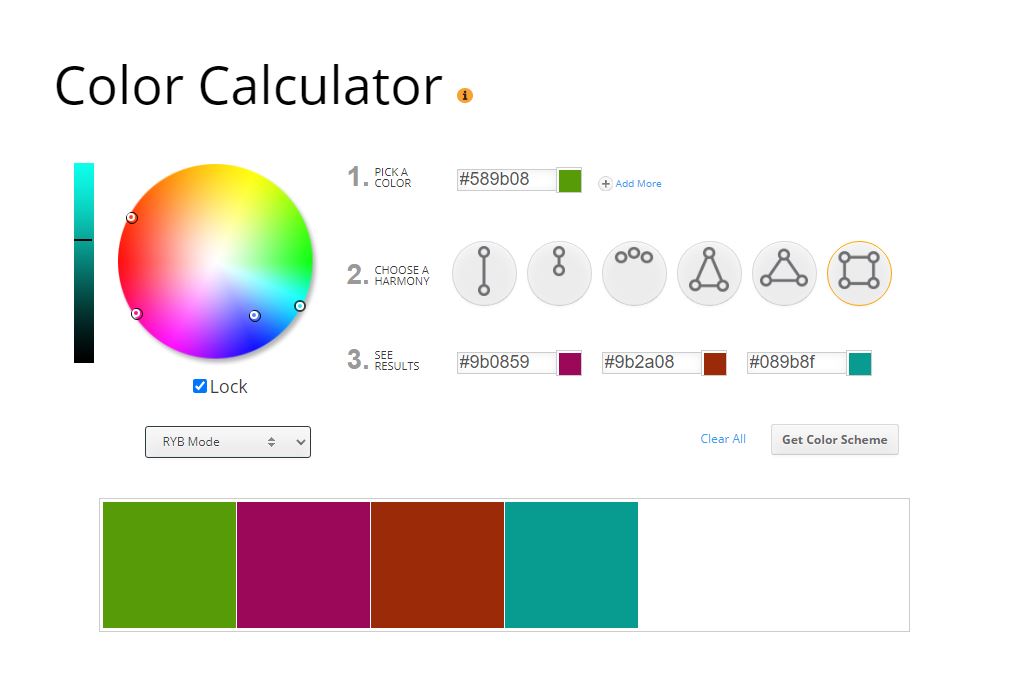 Color Calculator i
1. PICK A
COLOR
#589b08
+ Add More
2. CHOOSE A
HARMONY
3. SEE
RESULTS
#9b0859 #9b2a08 #089b8f
Lock
RYB Mode
Clear All
Get Color Scheme